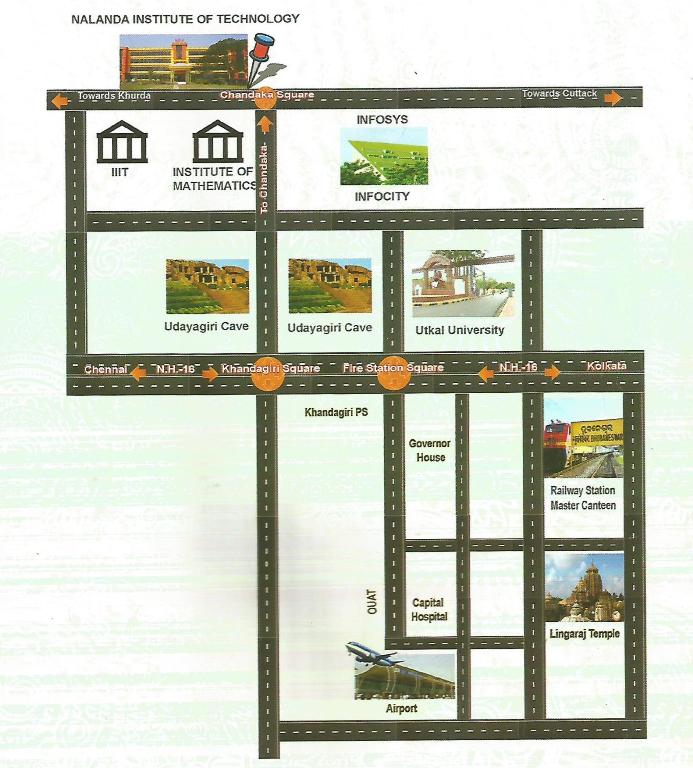 NALANDA INSTITUTE OF TECHNOLOGY
Towards Khurda
Chandaka Square
Towards Cuttack
IIIT
INSTITUTE OF
MATHEMATICS
To Chandaka
INFOSYS
INFOCITY
Udayagiri Cave
Udayagiri Cave
Utkal University
Chennai
N.H.-16
Khandagiri Square
Fire Station Square
N.H.-16
Kolkata
Khandagiri PS
Governor
House
ଭୁବନେଶ୍ୱର
Railway Station
Master Canteen
OUAT
Capital
Hospital
Lingaraj Temple
Airport